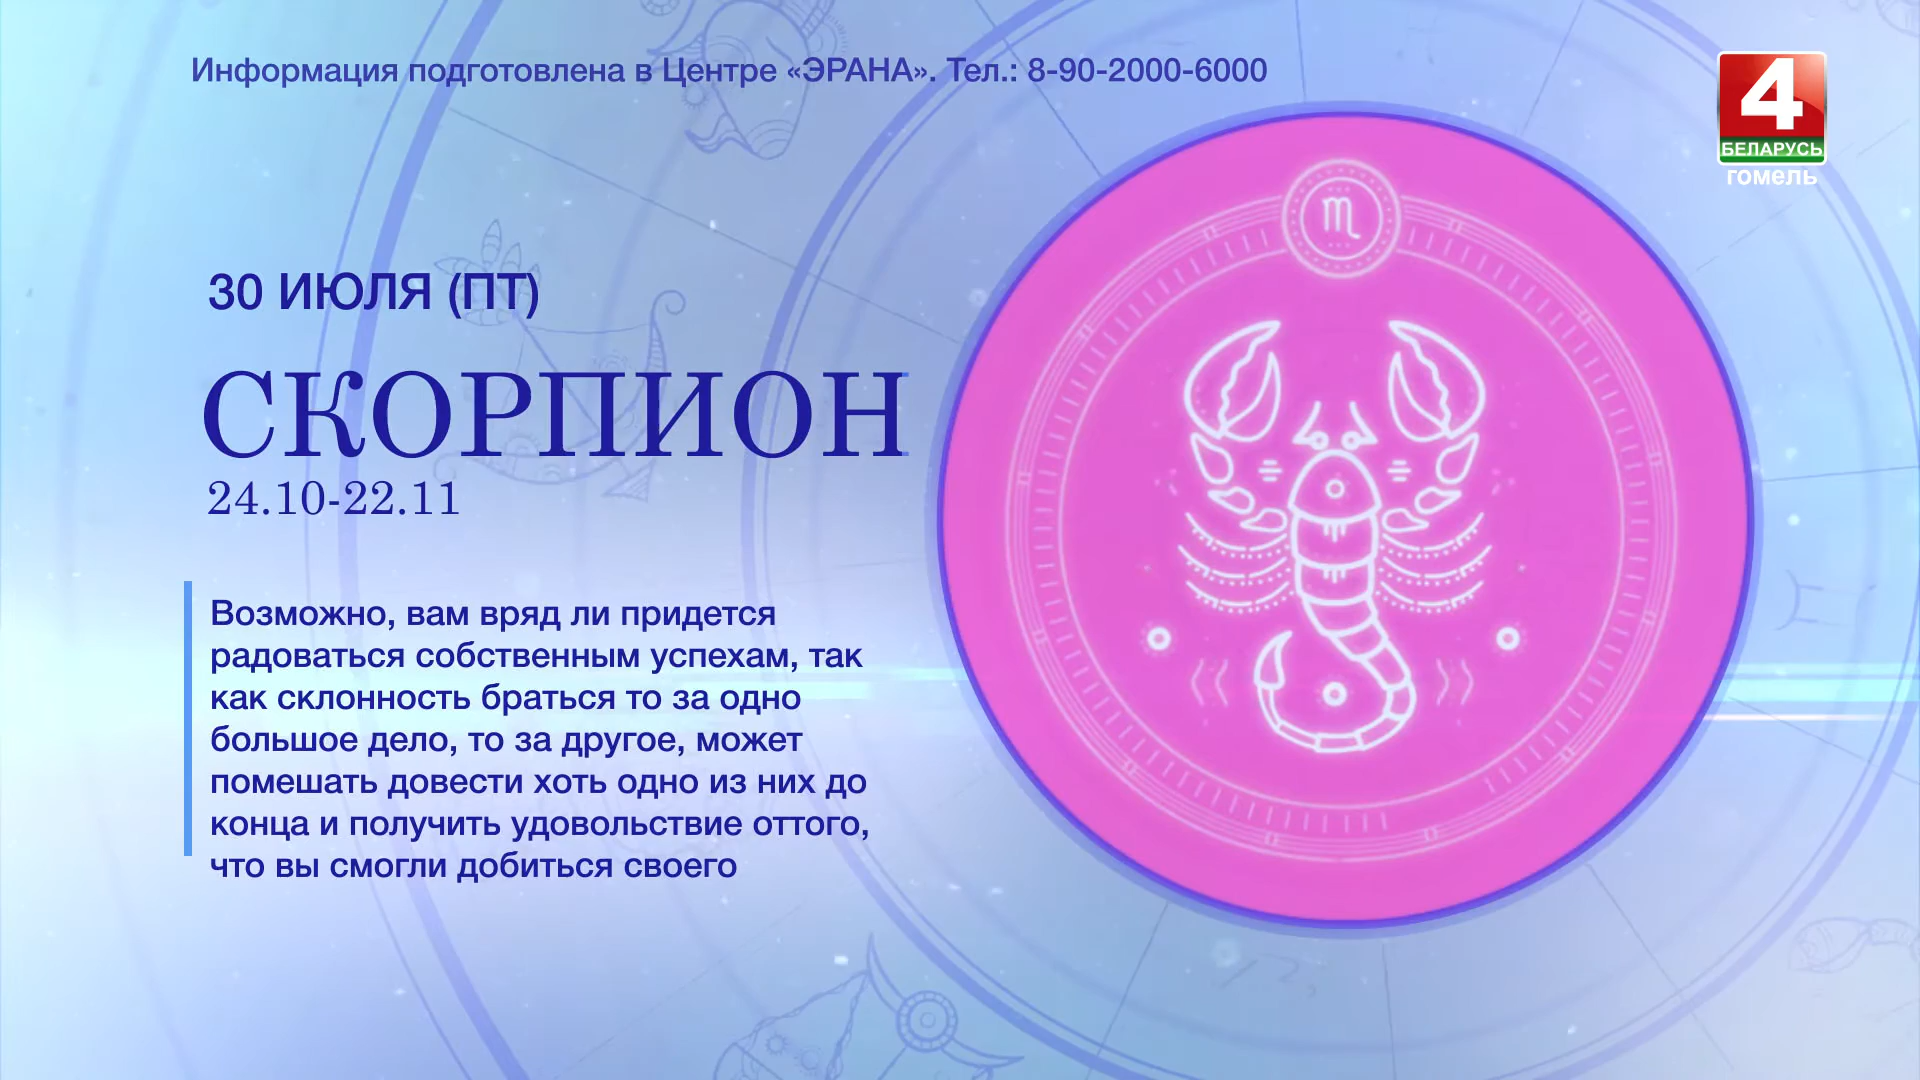 Информация подготовлена в Центре «ЭРАНА». Тел.: 8-90-2000-6000
4
БЕЛАРУСЬ
гомель
30 ИЮЛЯ (ПТ)
СКОРПИОН
24.10-22.11
Возможно, вам вряд ли придется
радоваться собственным успехам, так
как склонность браться то за одно
большое дело, то за другое, может
помешать довести хоть одно из них до
конца и получить удовольствие оттого,
что вы смогли добиться своего